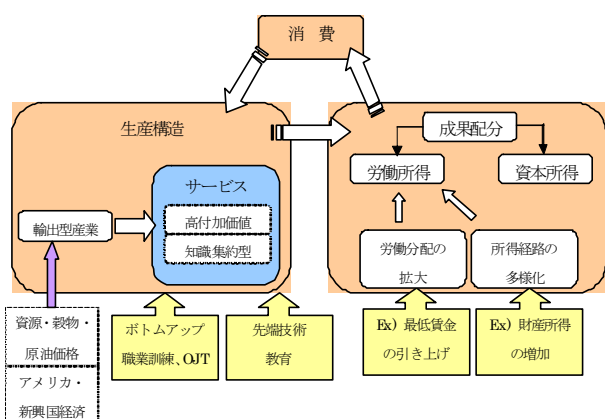 消 費
生産構造
サービス
高付加価値
知識集約型
輸出型産業
成果配分
労働所得
資本所得
労働分配の
拡大
所得経路の
多様化
資源・穀物・
原油価格
アメリカ・
新興国経済
ボトムアップ
職業訓練、OJT
先端技術
教育
Ex) 最低賃金
の引き上げ
Ex) 財産所得
の増加